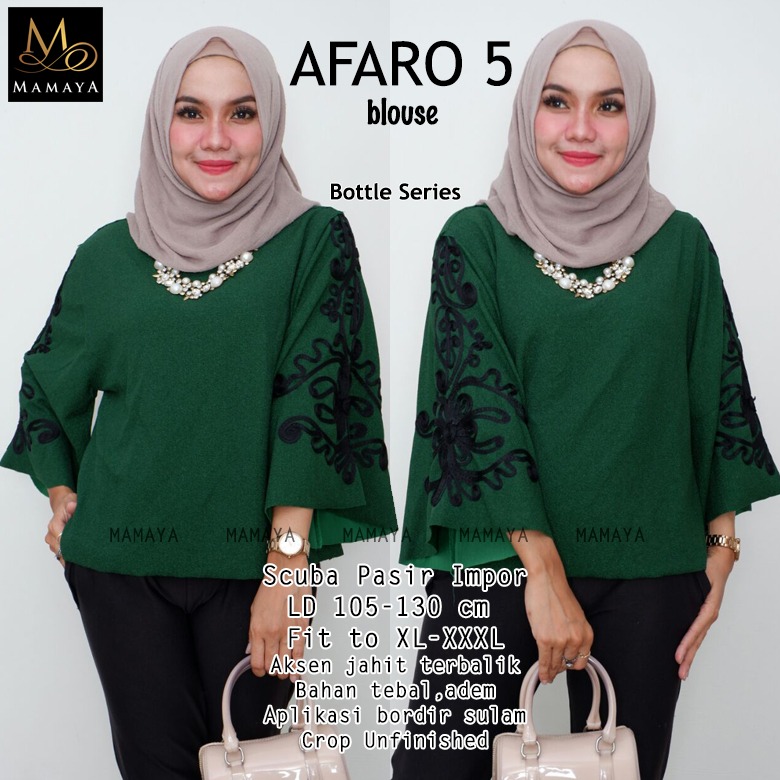 MAMAYA
AFARO 5
blouse
Bottle Series
MAMAYA MAMAYA MAMAYA MAMAYA MAMAYA
Scuba Pasir Impor
LD 105-130 cm
Fit to XL-XXXL
Aksen jahit terbalik
Bahan tebal,adem
Aplikasi bordir sulam
Crop Unfinished